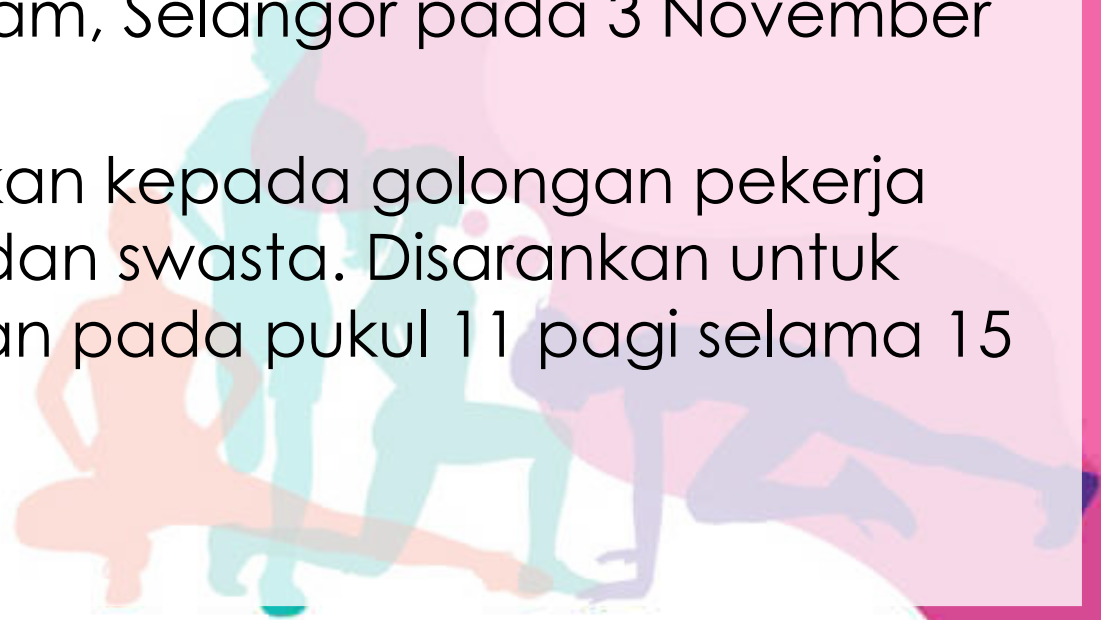 am, Selangor pada 3 November
kan kepada golongan pekerja
dan swasta. Disarankan untuk
an pada pukul 11 pagi selama 15